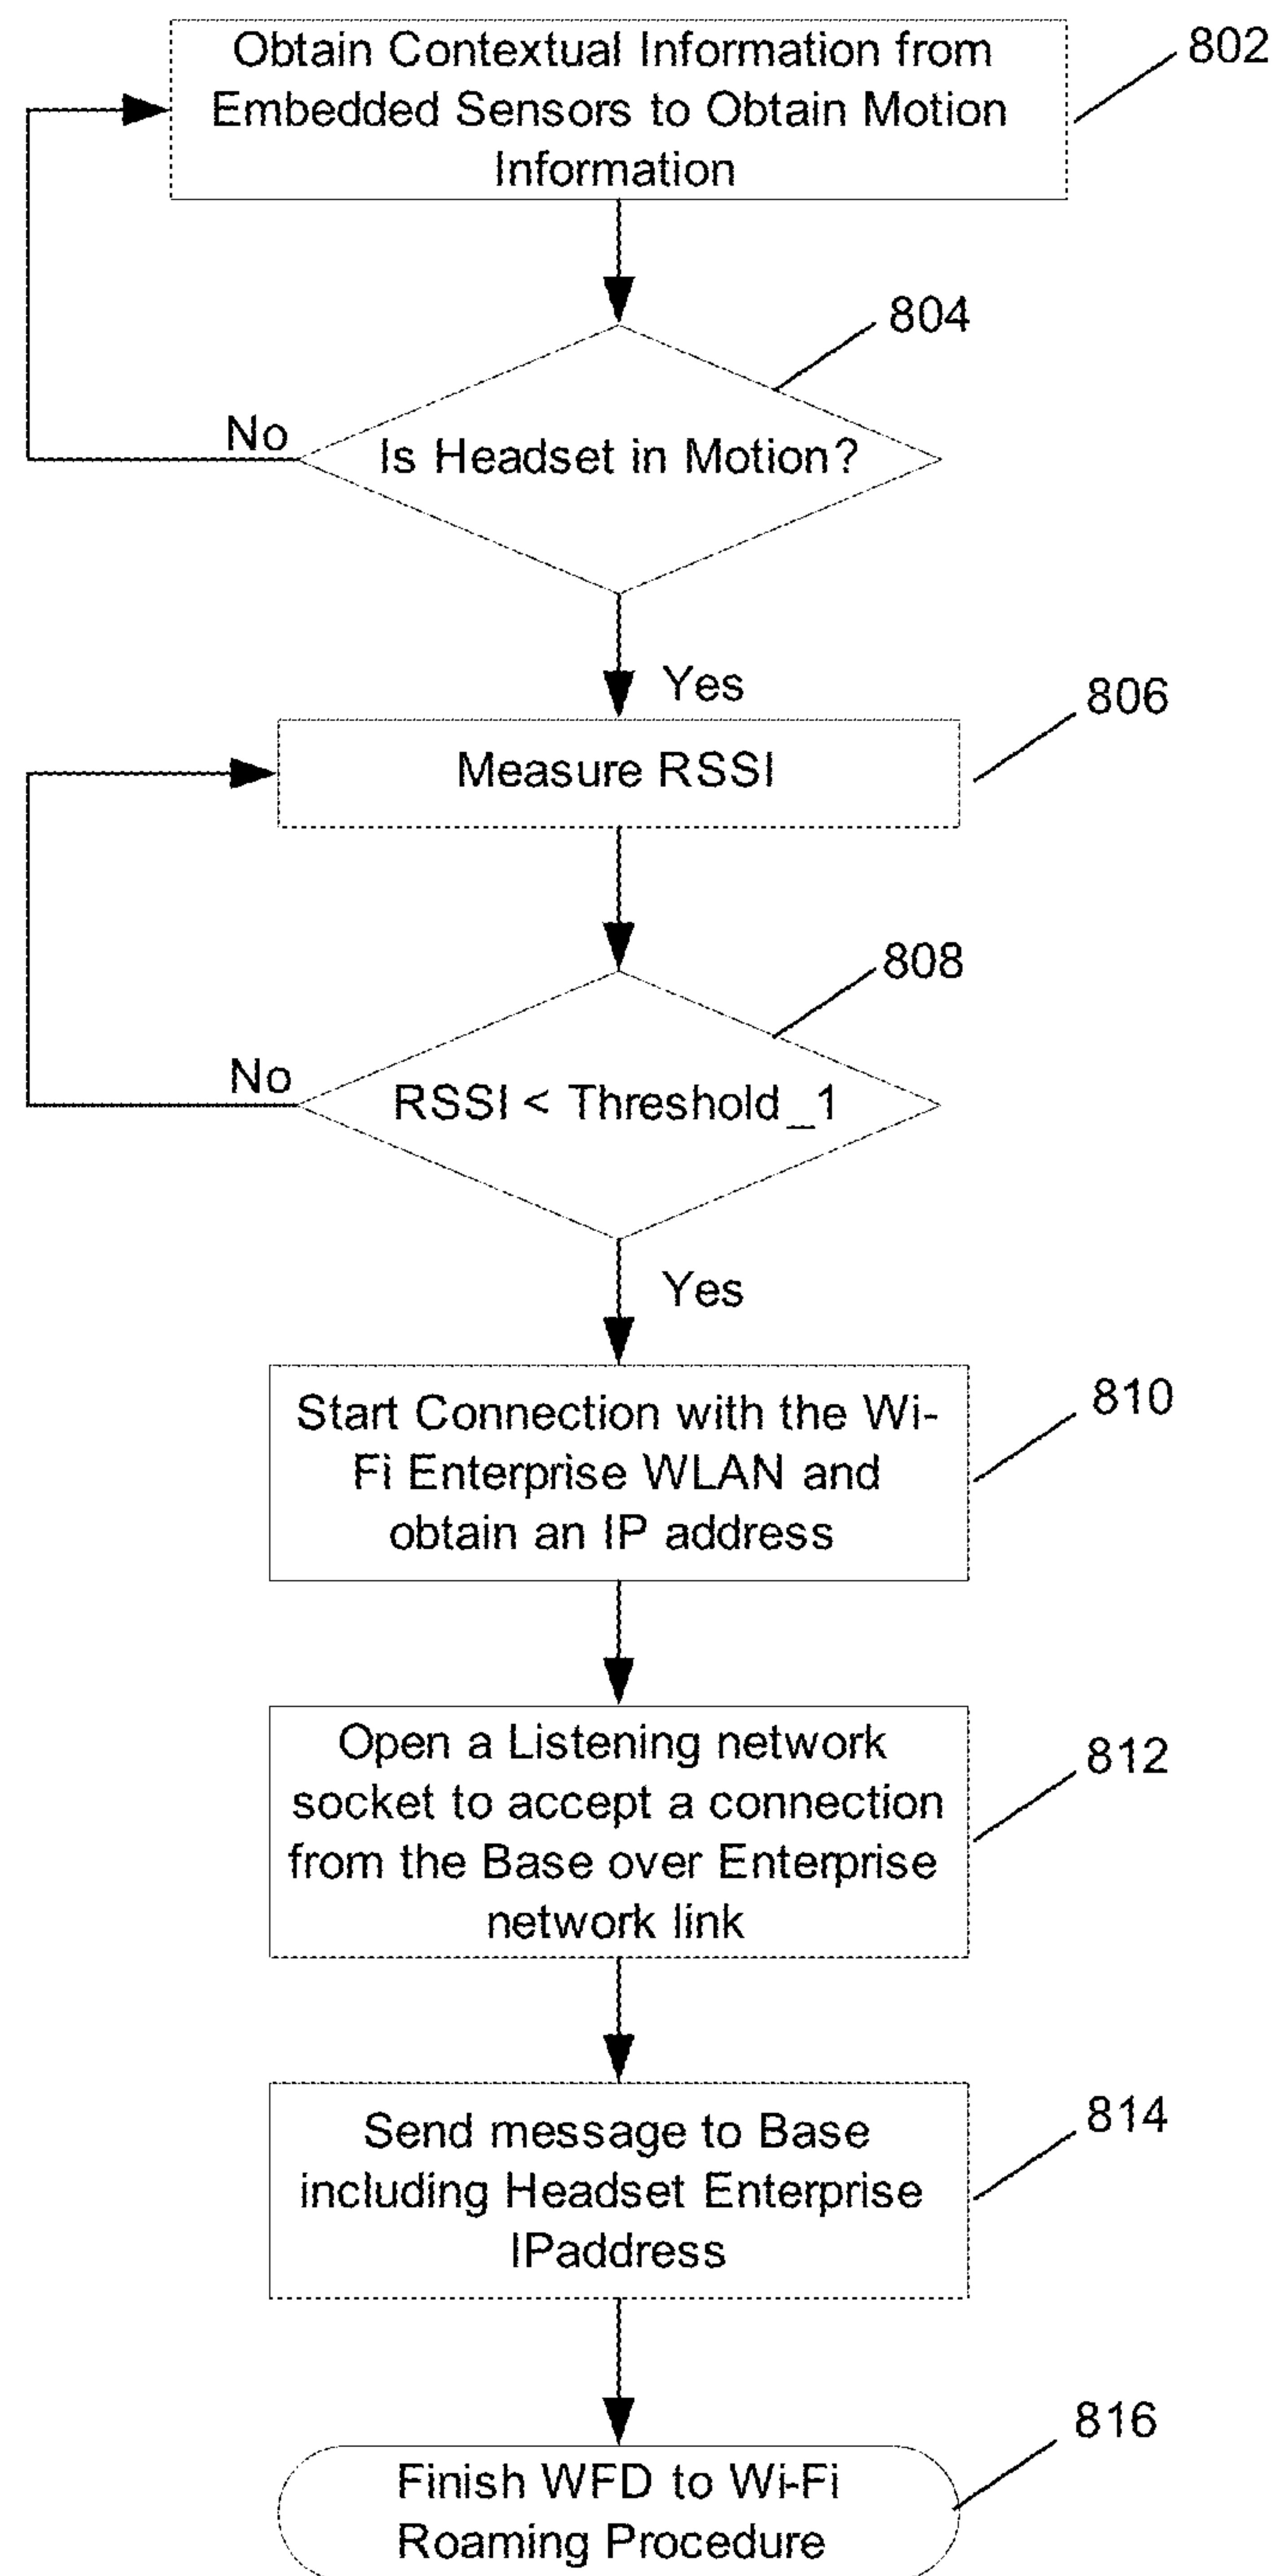 Obtain Contextual Information from
Embedded Sensors to Obtain Motion
Information
802
804
No
Is Headset in Motion?
Yes
806
Measure RSSI
808
No
RSSI < Threshold_1
Yes
Start Connection with the Wi-
Fi Enterprise WLAN and
obtain an IP address
810
Open a Listening network
socket to accept a connection
from the Base over Enterprise
network link
812
Send message to Base
including Headset Enterprise
IPaddress
814
816
Finish WFD to Wi-Fi
Roaming Procedure